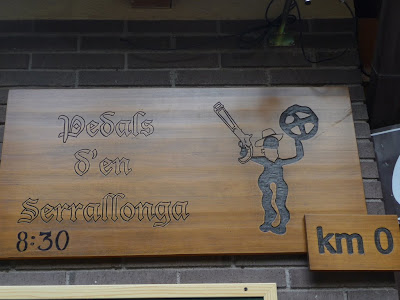 Pedals
d'en
Serrallonga
8:30
km 0